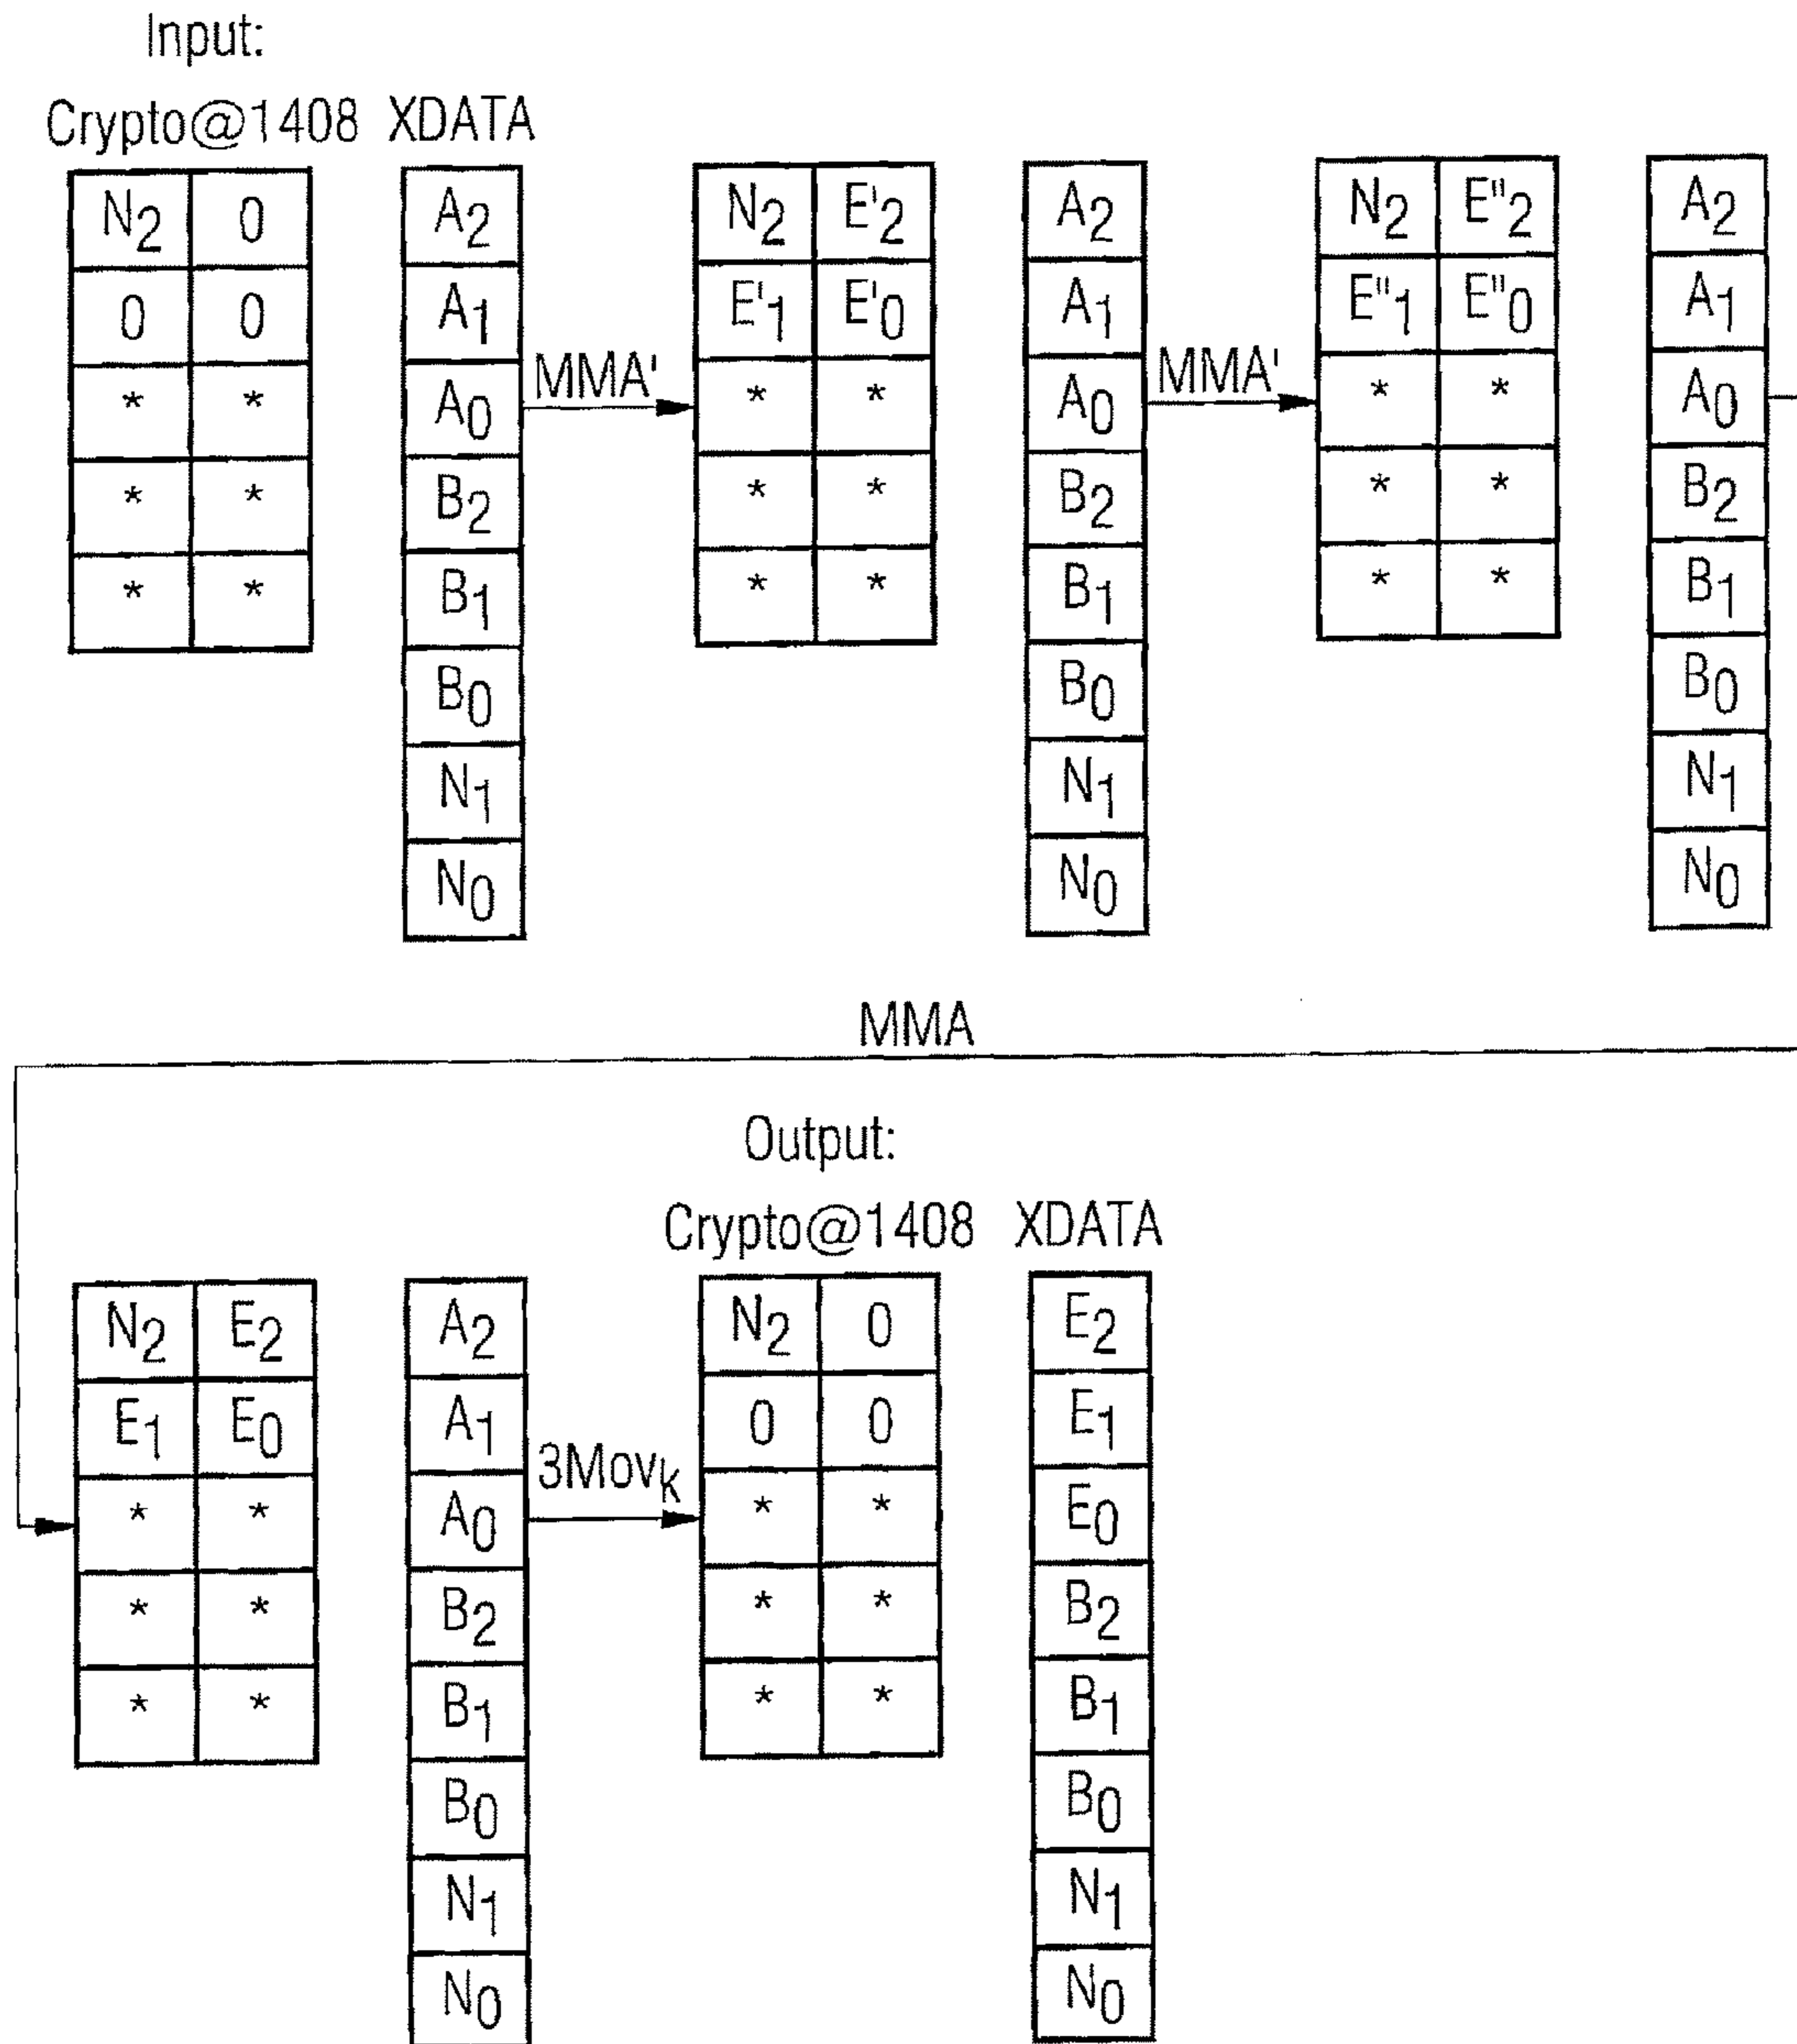 Input:
Crypto@1408 XDATA
N2 0 A2 N2 E'2 A2 N2 E"2 A2
0 0 A1 E'1 E'0 A1 E"1 E"0 A1
* * A0 MMA' * * A0 MMA' * * A0
* * B2 * * B2 * * B2
* * B1 * * B1 * * B1
B0 B0 B0
N1 N1 N1
N0 N0 N0
MMA
Output:
Crypto@1408 XDATA
N2 E2 A2 N2 0 E2
E1 E0 A1 0 0 E1
* * A0 3Movk * * E0
* * B2 * * B2
* * B1 * * B1
B0 B0
N1 N1
N0 N0